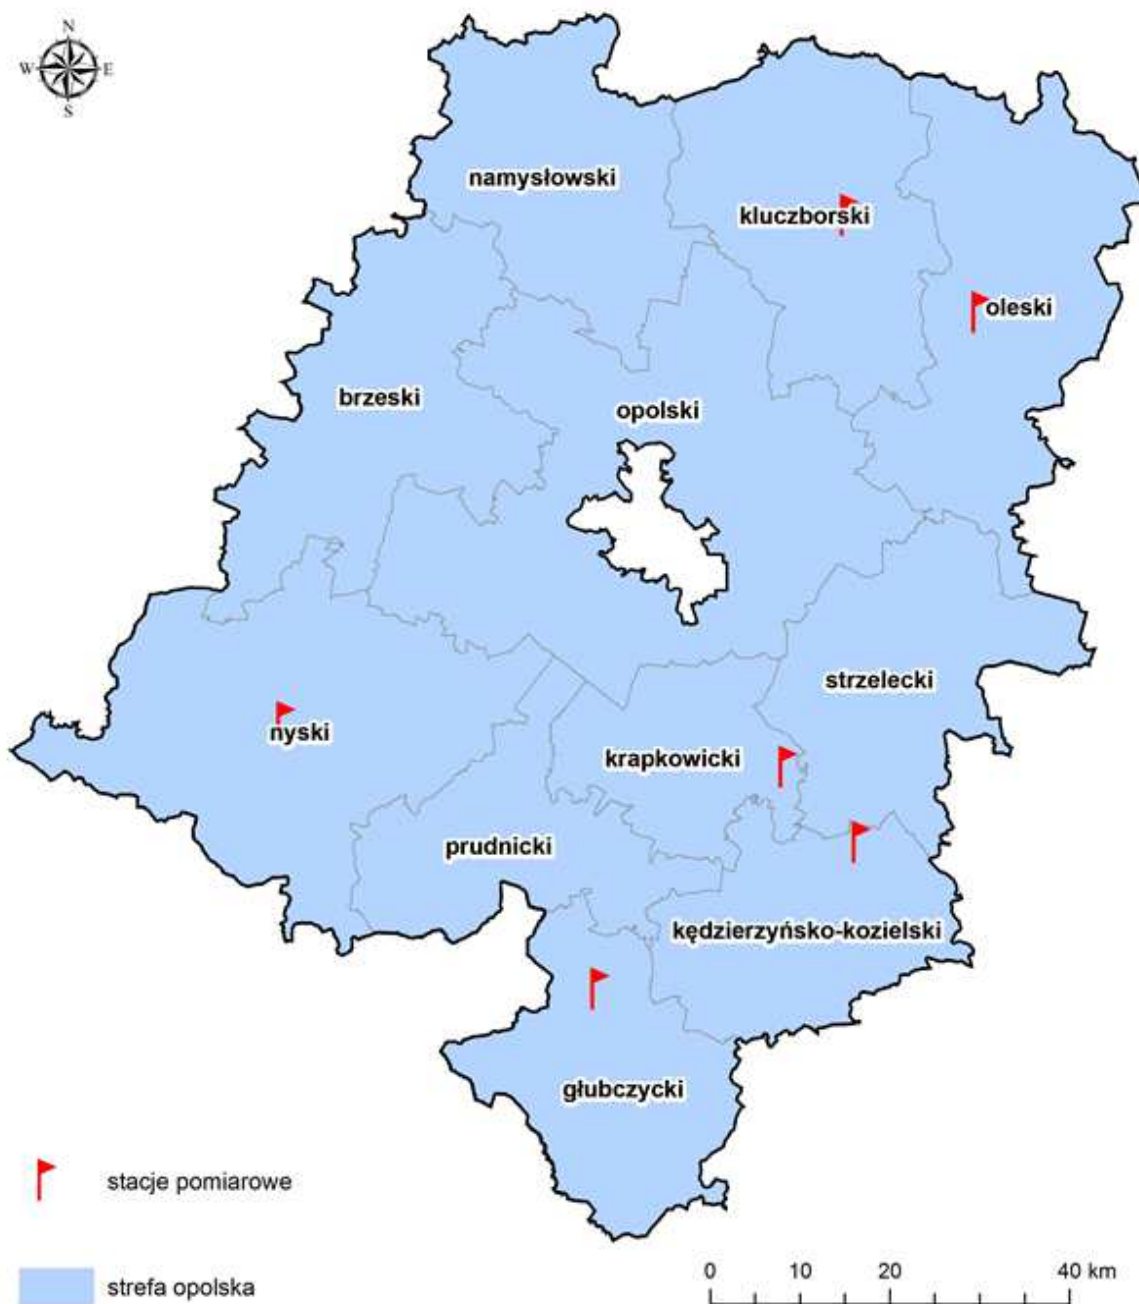 N
W E
S
namysłowski
kluczborski
oleski
brzeski
opolski
strzelecki
nyski
krapkowicki
prudnicki
kędzierzyńsko-kozielski
głubczycki
stacje pomiarowe
0 10 20 40 km
strefa opolska